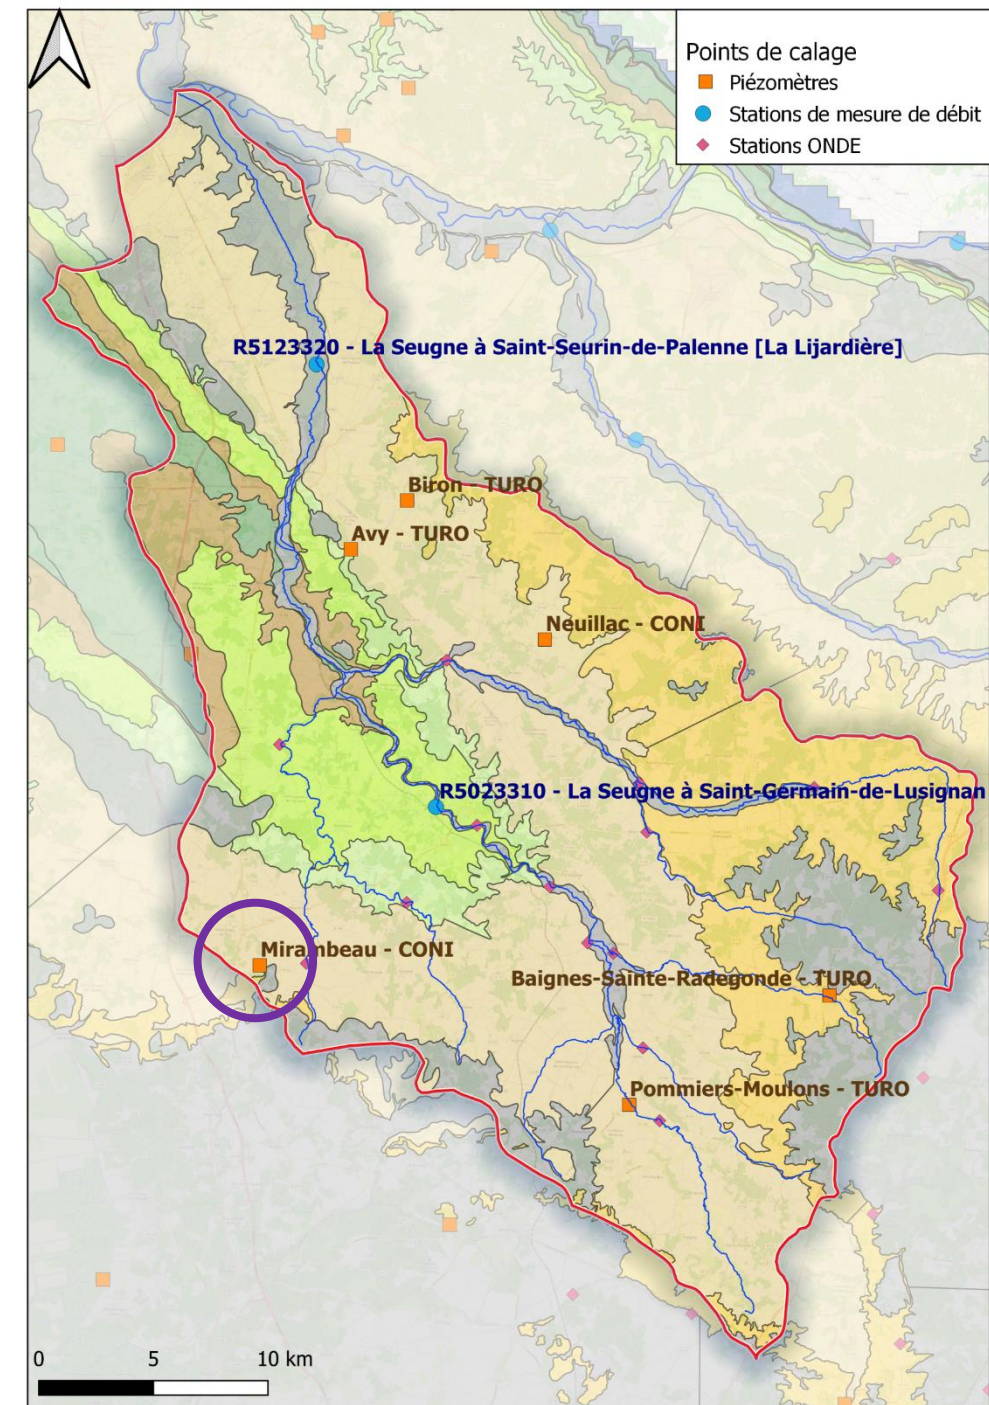 Points de calage
Piézomètres
Stations de mesure de débit
Stations ONDE
R5123320 - La Seugne à Saint-Seurin-de-Palenne [La Lijardière]
Biron - TURO
Avy - TURO
Neuillac - CONI
R5023310 - La Seugne à Saint-Germain-de-Lusignan
Mirambeau - CONI
Baignes-Sainte-Radegonde - TURO
Pommiers-Moulons - TURO
0 5 10 km